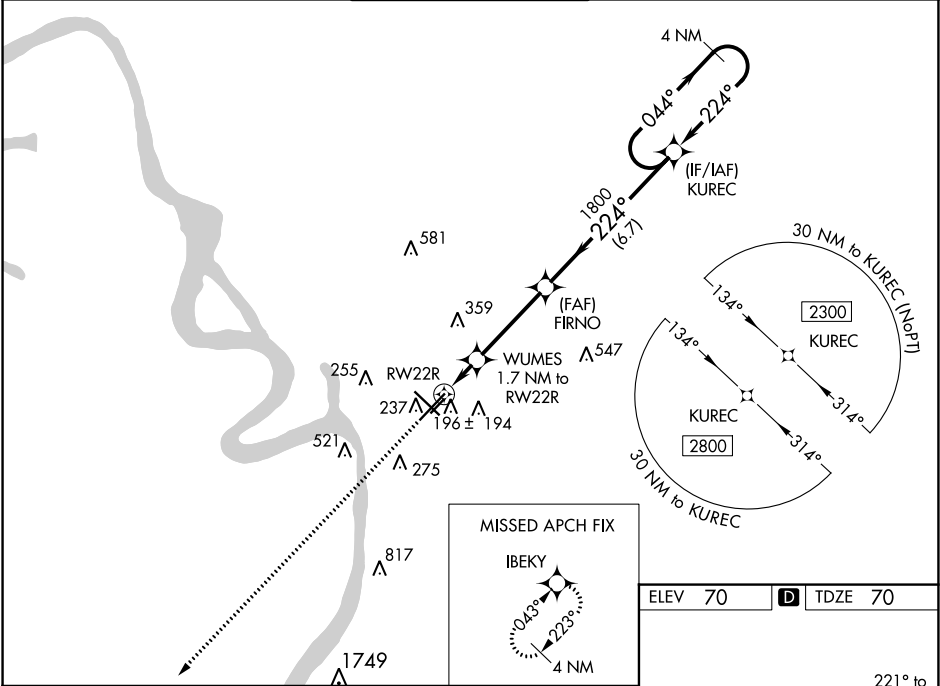 4 NM
044°
224°
(IF/IAF)
KUREC
1800
224°
(6.7)
581
30 NM to KUREC (NoPT)
134°
2300
KUREC
314°
(FAF)
FIRNO
359
547
134°
KUREC
314°
2800
30 NM to KUREC
WUMES
1.7 NM to
RW22R
RW22R
255
237
196 ±
194
521
275
817
1749
MISSED APCH FIX
IBEKY
043°
223°
4 NM
ELEV 70 D TDZE 70
221° to